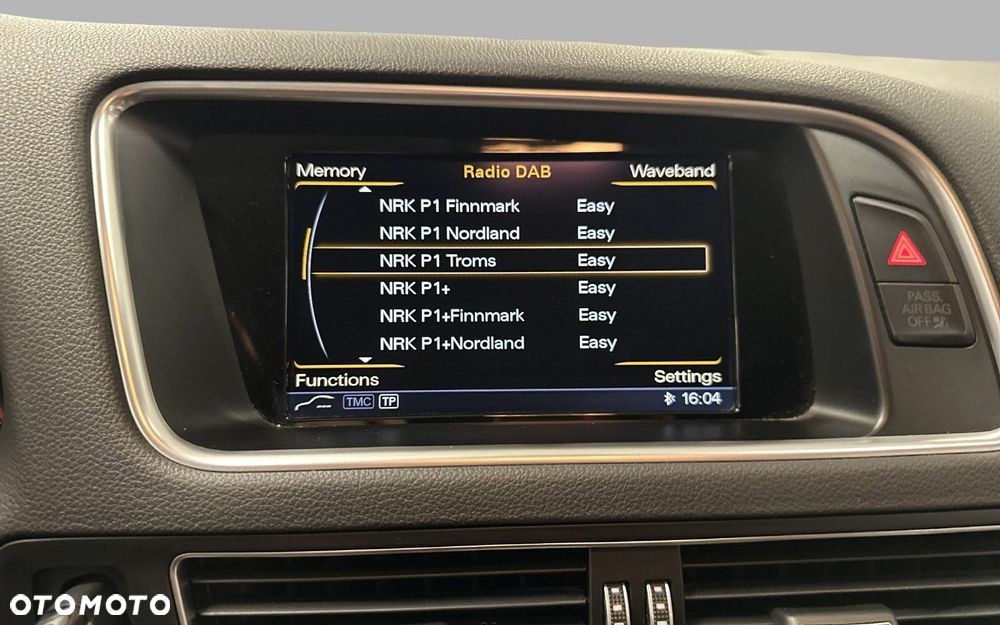 Memory Radio DAB Waveband
NRK P1 Finnmark Easy
NRK P1 Nordland Easy
NRK P1 Troms Easy
NRK P1+ Easy
NRK P1+Finnmark Easy
NRK P1+Nordland Easy
Functions Settings
TMC TP 16:04
PASS.
AIR BAG
OFF
OTOMOTO